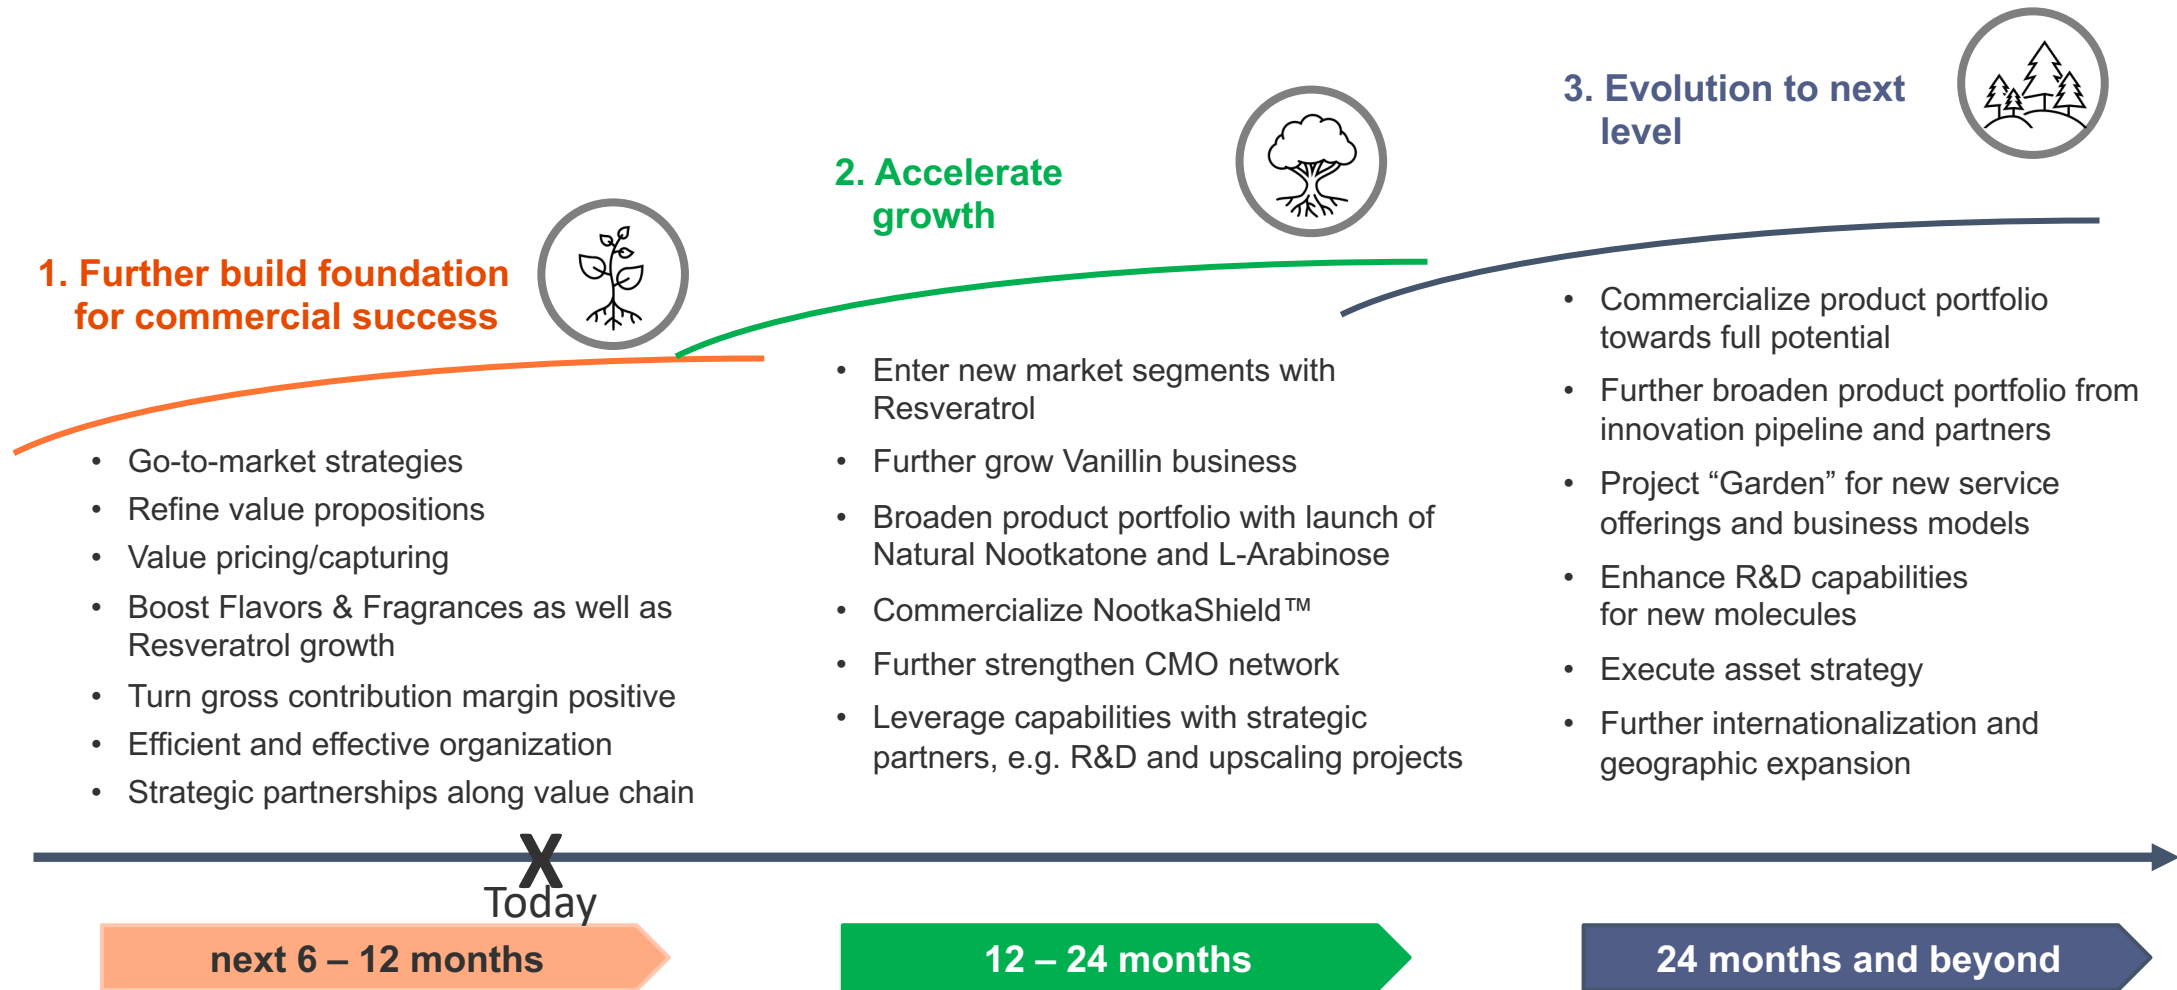 1. Further build foundation
for commercial success
• Go-to-market strategies
• Refine value propositions
• Value pricing/capturing
• Boost Flavors & Fragrances as well as
Resveratrol growth
• Turn gross contribution margin positive
• Efficient and effective organization
• Strategic partnerships along value chain
2. Accelerate
growth
• Enter new market segments with
Resveratrol
• Further grow Vanillin business
• Broaden product portfolio with launch of
Natural Nootkatone and L-Arabinose
• Commercialize NootkaShield™
• Further strengthen CMO network
• Leverage capabilities with strategic
partners, e.g. R&D and upscaling projects
3. Evolution to next
level
• Commercialize product portfolio
towards full potential
• Further broaden product portfolio from
innovation pipeline and partners
• Project “Garden” for new service
offerings and business models
• Enhance R&D capabilities
for new molecules
• Execute asset strategy
• Further internationalization and
geographic expansion
X
Today
next 6 – 12 months
12 – 24 months
24 months and beyond